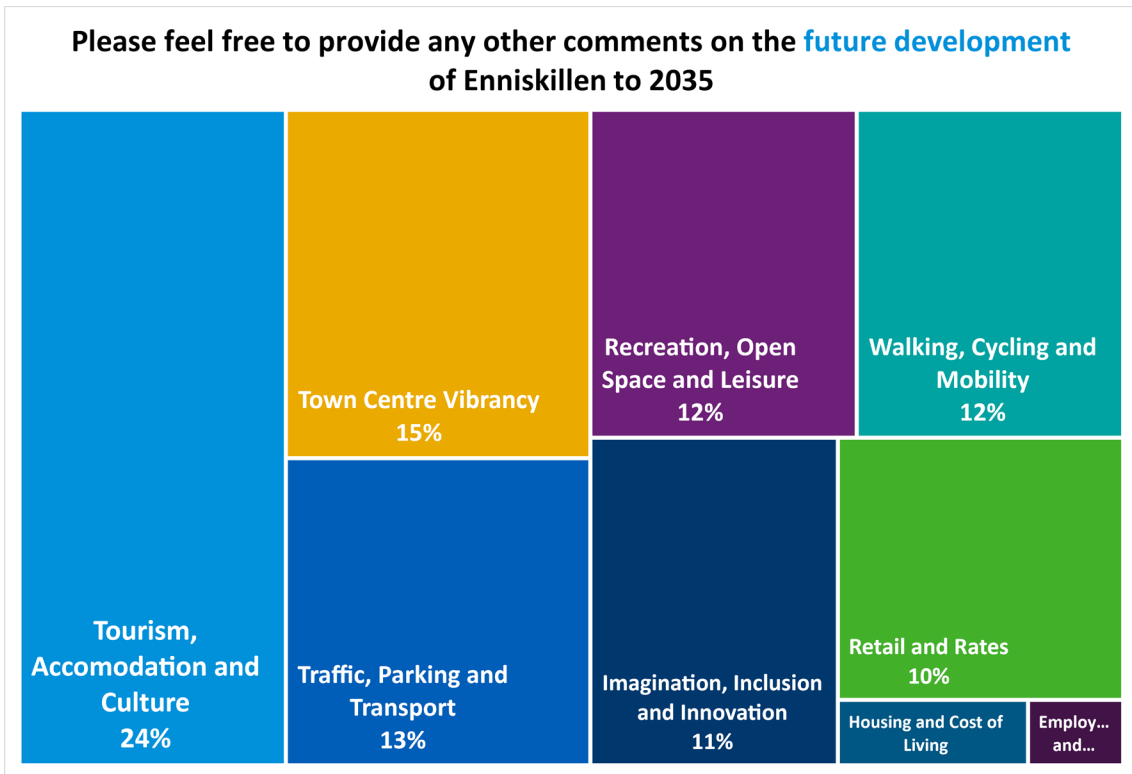 Please feel free to provide any other comments on the future development
of Enniskillen to 2035
Tourism,
Accomodation and
Culture
24%
Town Centre Vibrancy
15%
Traffic, Parking and
Transport
13%
Recreation, Open
Space and Leisure
12%
Walking, Cycling and
Mobility
12%
Imagination, Inclusion
and Innovation
11%
Retail and Rates
10%
Housing and Cost of
Living
Employ...
and...